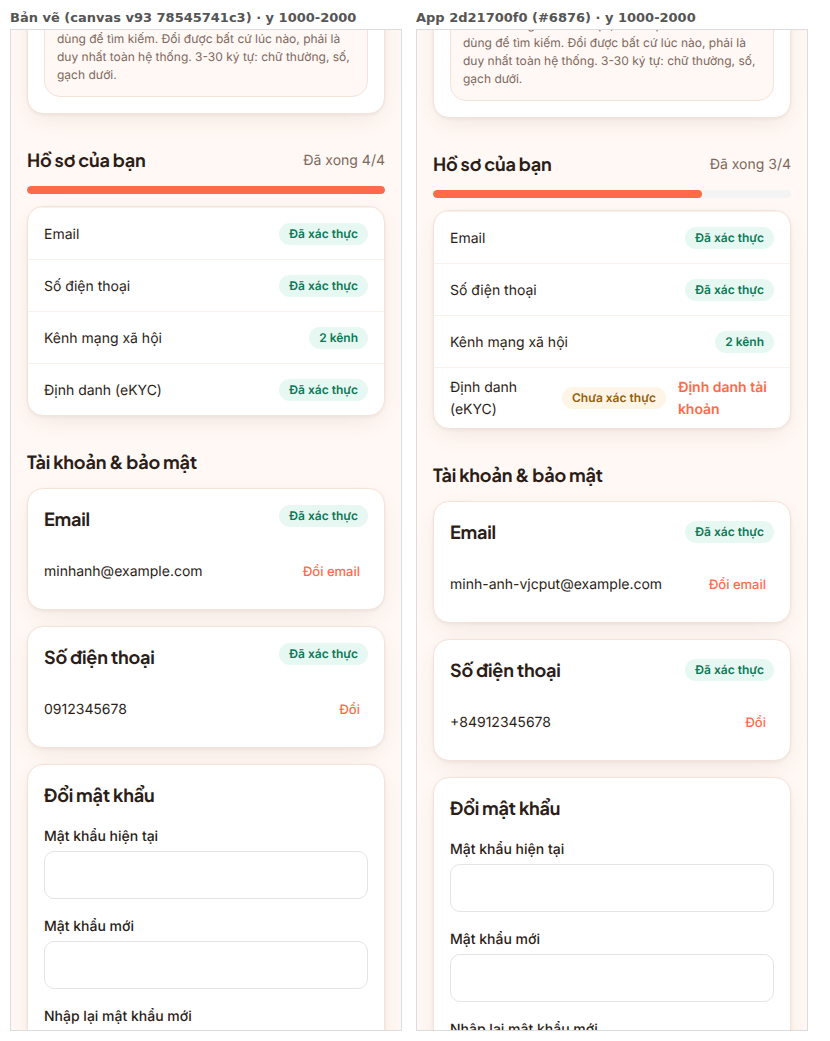 Bản vẽ (canvas v93 78545741c3) · y 1000-2000
dùng để tìm kiếm. Đổi được bất cứ lúc nào, phải là
duy nhất toàn hệ thống. 3-30 ký tự: chữ thường, số,
gạch dưới.
Hồ sơ của bạn
Đã xong 4/4
Email
Đã xác thực
Số điện thoại
Đã xác thực
Kênh mạng xã hội
2 kênh
Định danh (eKYC)
Đã xác thực
Tài khoản & bảo mật
Email
Đã xác thực
minhanh@example.com
Đổi email
Số điện thoại
Đã xác thực
0912345678
Đổi
Đổi mật khẩu
Mật khẩu hiện tại
Mật khẩu mới
Nhập lại mật khẩu mới
App 2d21700f0 (#6876) · y 1000-2000
dùng để tìm kiếm. Đổi được bất cứ lúc nào, phải là
duy nhất toàn hệ thống. 3-30 ký tự: chữ thường, số,
gạch dưới.
Hồ sơ của bạn
Đã xong 3/4
Email
Đã xác thực
Số điện thoại
Đã xác thực
Kênh mạng xã hội
2 kênh
Định danh
(eKYC)
Chưa xác thực
Định danh tài
khoản
Tài khoản & bảo mật
Email
Đã xác thực
minh-anh-vjcput@example.com
Đổi email
Số điện thoại
Đã xác thực
+84912345678
Đổi
Đổi mật khẩu
Mật khẩu hiện tại
Mật khẩu mới
Nhập lại mật khẩu mới